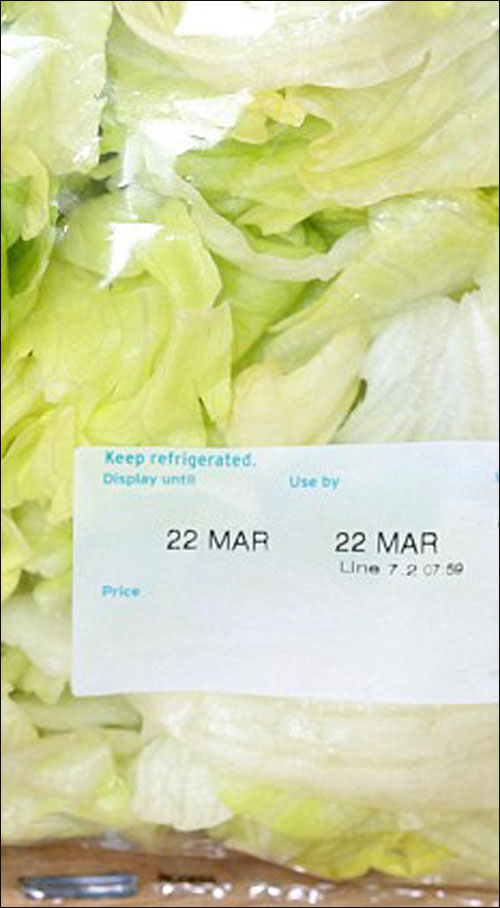 Keep refrigerated.
Display until
Use by
22 MAR
22 MAR
Line 7.2 07:59
Price